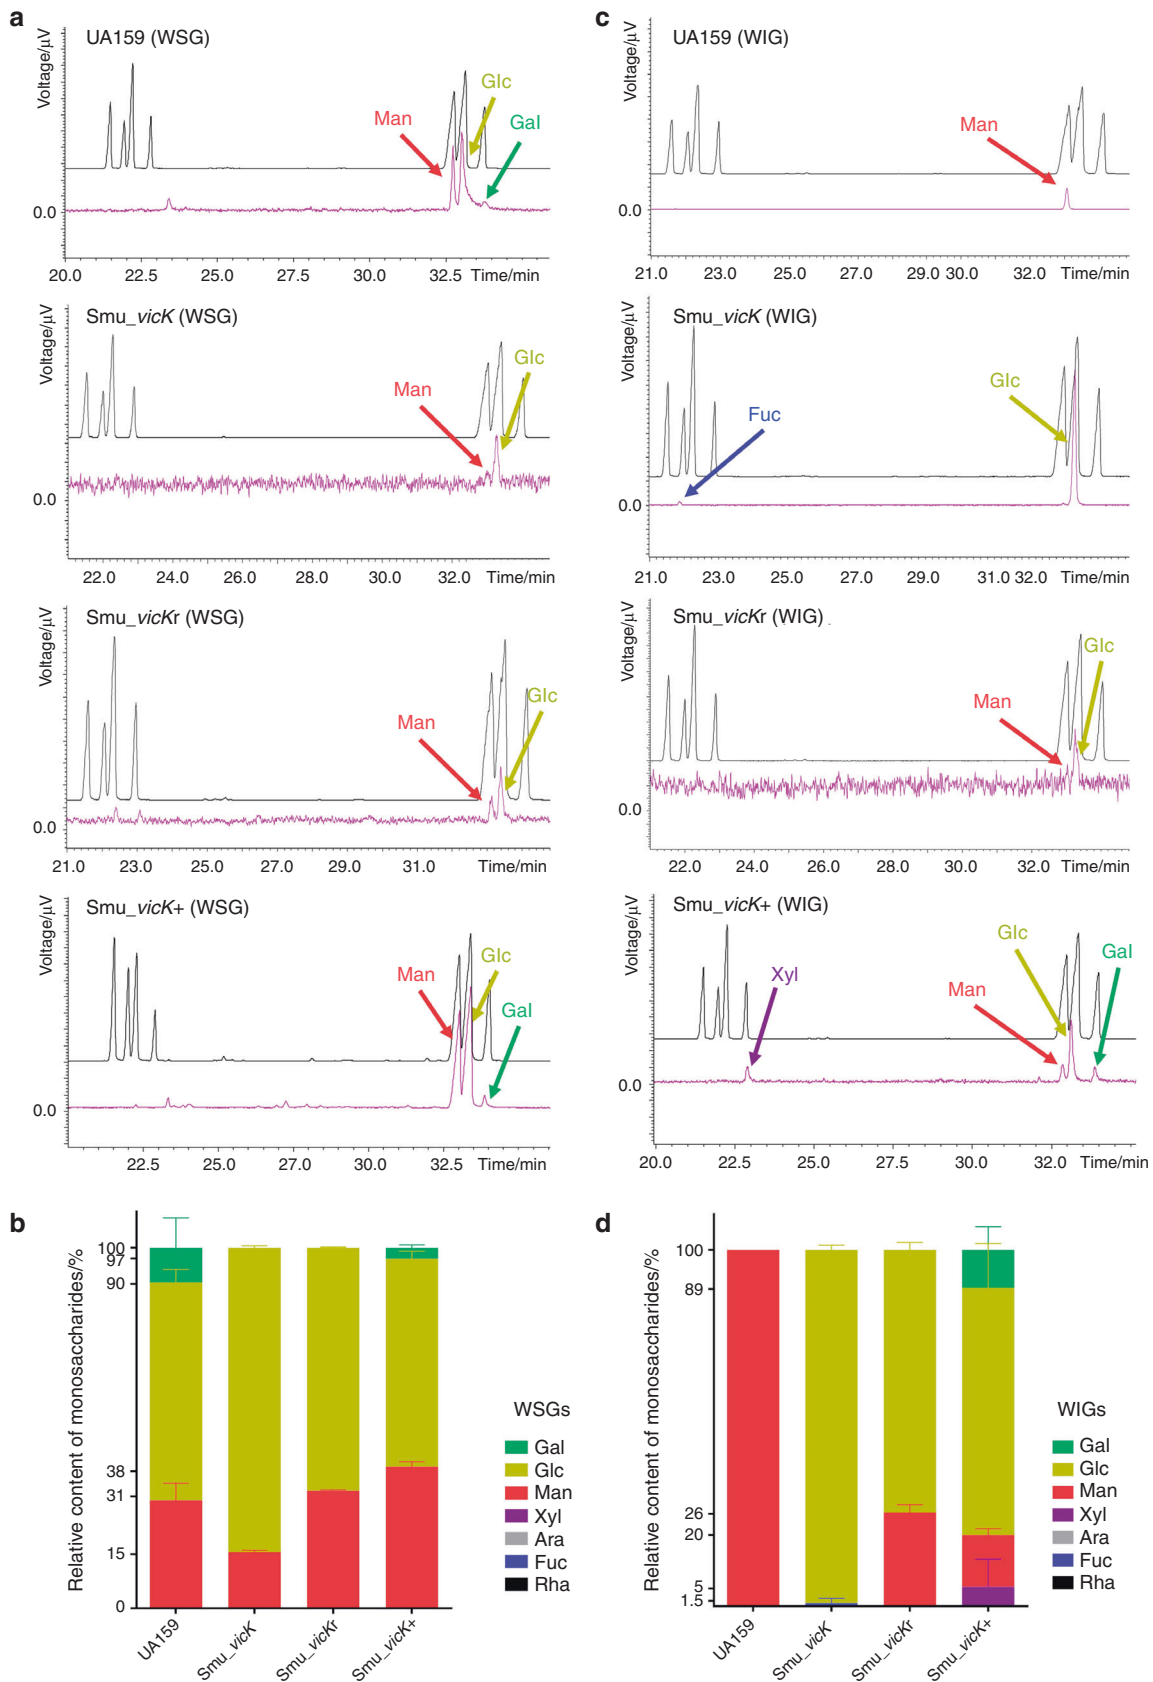 a
UA159 (WSG)
Voltage/µV
Man
Glc
Gal
0.0
20.0 22.5 25.0 27.5 30.0 32.5 Time/min
Smu_vicK (WSG)
Voltage/µV
Man
Glc
0.0
22.0 24.0 26.0 28.0 30.0 32.0 Time/min
Smu_vicKr (WSG)
Voltage/µV
Man
Glc
0.0
21.0 23.0 25.0 27.0 29.0 31.0 Time/min
Smu_vicK+ (WSG)
Voltage/µV
Man
Glc
Gal
0.0
22.5 25.0 27.0 30.0 32.5 Time/min
c
UA159 (WIG)
Voltage/µV
Man
0.0
21.0 23.0 25.0 27.0 29.0 30.0 32.0 Time/min
Smu_vicK (WIG)
Voltage/µV
Fuc
Glc
0.0
21.0 23.0 25.0 27.0 29.0 31.0 32.0 Time/min
Smu_vicKr (WIG)
Voltage/µV
Man
Glc
0.0
22.0 24.0 26.0 28.0 30.0 32.0 Time/min
Smu_vicK+ (WIG)
Voltage/µV
Xyl
Man
Glc
Gal
0.0
20.0 22.5 25.0 27.5 30.0 32.0 Time/min
b
Relative content of monosaccharides/%
100
97
90
38
31
15
0
UA159
Smu_vicK
Smu_vicKr
Smu_vicK+
WSGs
Gal
Glc
Man
Xyl
Ara
Fuc
Rha
d
Relative content of monosaccharides/%
100
89
26
20
5
1.5
UA159
Smu_vicK
Smu_vicKr
Smu_vicK+
WIGs
Gal
Glc
Man
Xyl
Ara
Fuc
Rha